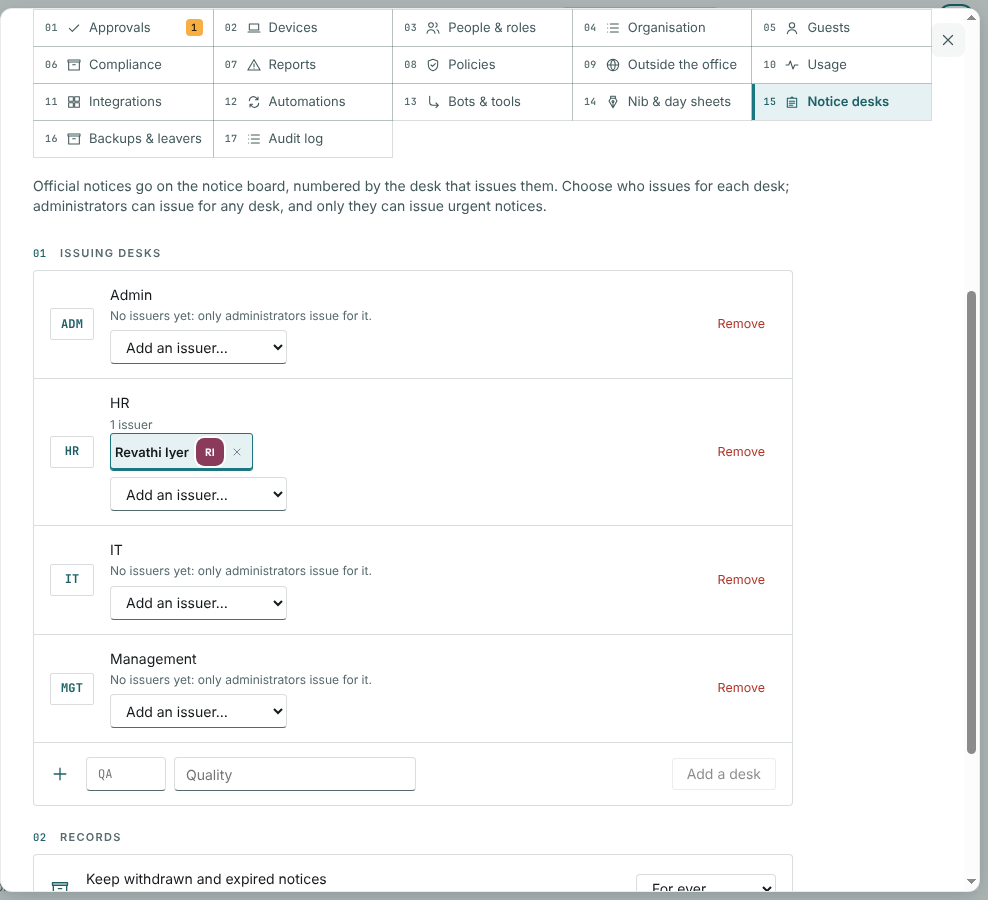 01 Approvals 1 02 Devices 03 People & roles 04 Organisation 05 Guests
06 Compliance 07 Reports 08 Policies 09 Outside the office 10 Usage
11 Integrations 12 Automations 13 Bots & tools 14 Nib & day sheets 15 Notice desks
16 Backups & leavers 17 Audit log
Official notices go on the notice board, numbered by the desk that issues them. Choose who issues for each desk;
administrators can issue for any desk, and only they can issue urgent notices.
01 ISSUING DESKS
Admin
No issuers yet: only administrators issue for it.
ADM Remove
Add an issuer...
HR
1 issuer
HR Revathi Iyer RI × Remove
Add an issuer...
IT
No issuers yet: only administrators issue for it.
IT Remove
Add an issuer...
Management
No issuers yet: only administrators issue for it.
MGT Remove
Add an issuer...
+ QA Quality Add a desk
02 RECORDS
Keep withdrawn and expired notices
For ever